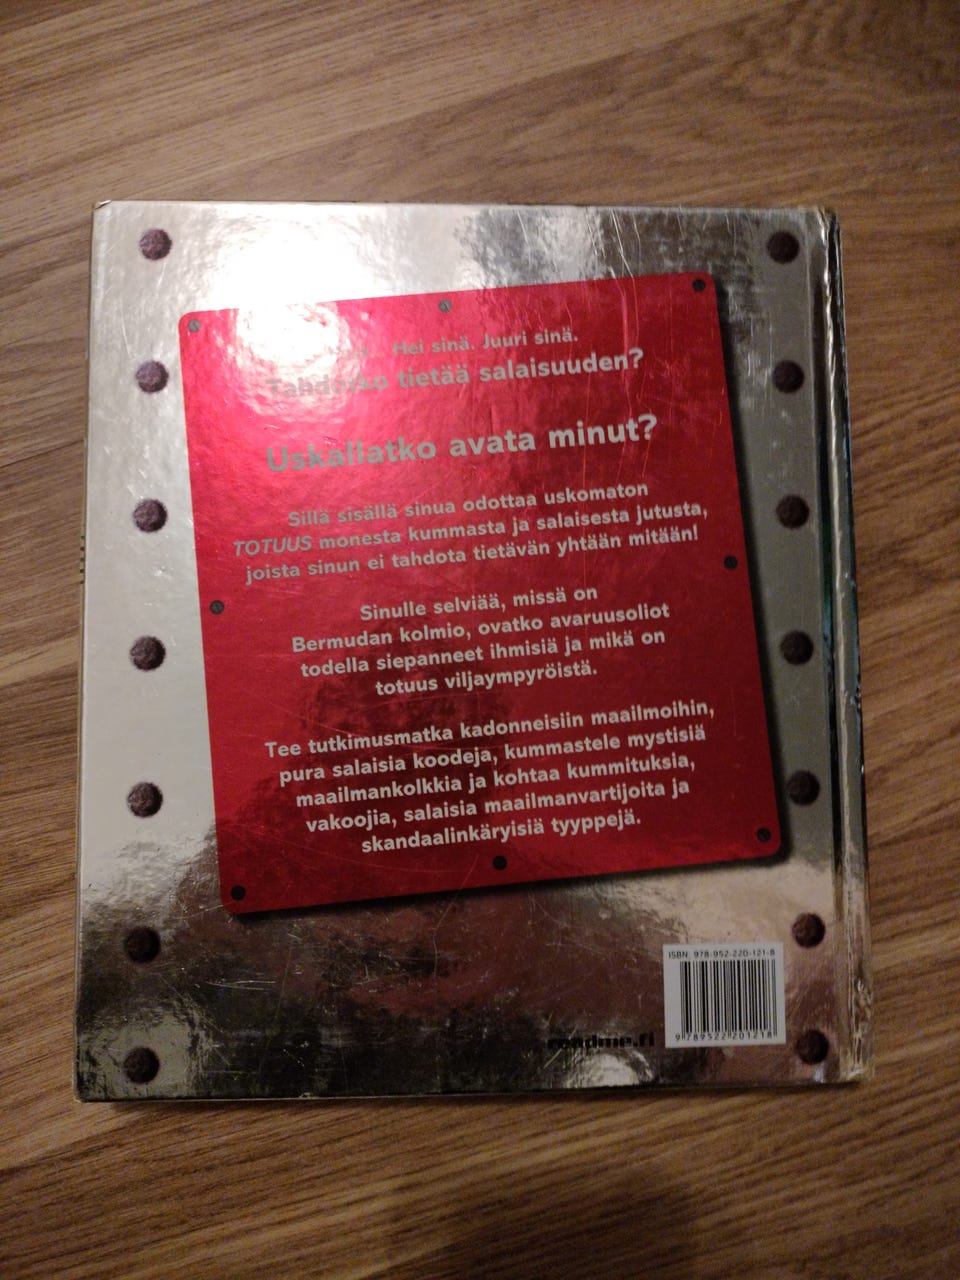 Hei sinä. Juuri sinä.
Tahdotko tietää salaisuuden?
Uskallatko avata minut?
Sillä sisällä sinua odottaa uskomaton
TOTUUS monesta kummasta ja salaisesta jutusta,
joista sinun ei tahdota tietävän yhtään mitään!
Sinulle selviää, missä on
Bermudan kolmio, ovatko avaruusoliot
todella siepanneet ihmisiä ja mikä on
totuus viljaympyröistä.
Tee tutkimusmatka kadonneisiin maailmoihin,
pura salaisia koodeja, kummastele mystisiä
maailmankolkkia ja kohtaa kummituksia,
vakoojia, salaisia maailmanvartijoita ja
skandaalinkäryisiä tyyppejä.
ISBN 978-952-220-121-8
9 789522 201218
readme.fi